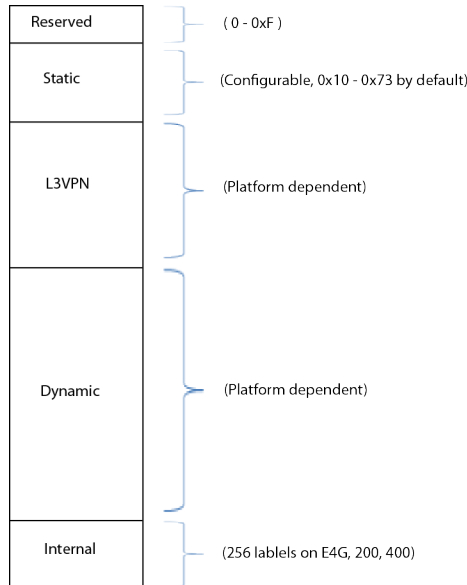 Reserved
( 0 - 0xF )
Static
(Configurable, 0x10 - 0x73 by default)
L3VPN
(Platform dependent)
Dynamic
(Platform dependent)
Internal
(256 lablels on E4G, 200, 400)